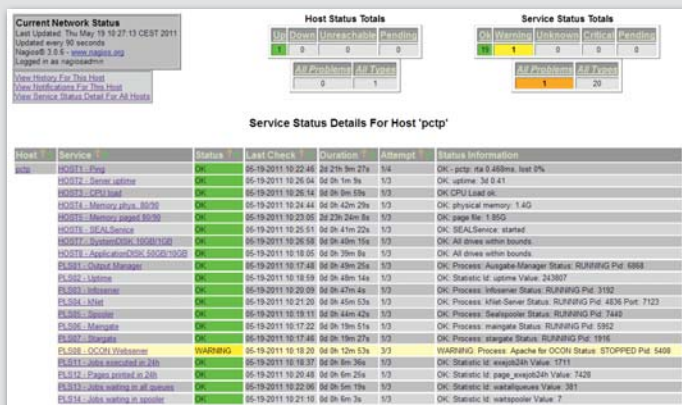 Current Network Status
Last Updated: Thu May 19 10:27:13 CEST 2011
Updated every 90 seconds
Nagios® 3.0.6 - www.nagios.org
Logged in as nagiosadmin
View History For This Host
View Notifications For This Host
View Service Status Detail For All Hosts
Host Status Totals
Up Down Unreachable Pending
1 0 0 0
All Problems All Types
0 1
Service Status Totals
Ok Warning Unknown Critical Pending
19 1 0 0 0
All Problems All Types
1 20
Service Status Details For Host 'pctp'
Host Service Status Last Check Duration Attempt Status Information
pctp HOST1 - Ping OK 05-19-2011 10:22:46 2d 21h 9m 27s 1/4 OK - pctp: rta 0.468ms, lost 0%
HOST2 - Server uptime OK 05-19-2011 10:26:04 0d 0h 1m 9s 1/3 OK: uptime: 3d 0:41
HOST3 - CPU load OK 05-19-2011 10:26:14 0d 0h 0m 59s 1/3 OK CPU Load ok.
HOST4 - Memory phys. 80/90 OK 05-19-2011 10:24:44 0d 0h 42m 29s 1/3 OK: physical memory: 1.4G
HOST5 - Memory paged 80/90 OK 05-19-2011 10:23:05 2d 23h 24m 8s 1/3 OK: page file: 1.85G
HOST6 - SEALService OK 05-19-2011 10:25:51 0d 0h 41m 22s 1/3 OK: SEALService: started
HOST7 - SystemDISK 10GB/1GB OK 05-19-2011 10:26:58 0d 0h 40m 15s 1/3 OK: All drives within bounds.
HOST8 - ApplicationDISK 50GB/10GB OK 05-19-2011 10:18:05 0d 0h 39m 8s 1/3 OK: All drives within bounds.
PLS01 - Output Manager OK 05-19-2011 10:17:48 0d 0h 49m 25s 1/3 OK: Process: Ausgabe-Manager Status: RUNNING Pid: 6868
PLS02 - Uptime OK 05-19-2011 10:18:59 0d 0h 48m 14s 1/3 OK: Statistic Id: uptime Value: 243807
PLS03 - Infoserver OK 05-19-2011 10:20:09 0d 0h 47m 4s 1/3 OK: Process: Infoserver Status: RUNNING Pid: 3192
PLS04 - kNet OK 05-19-2011 10:21:20 0d 0h 45m 53s 1/3 OK: Process: kNet-Server Status: RUNNING Pid: 4836 Port: 7123
PLS05 - Spooler OK 05-19-2011 10:19:11 0d 0h 44m 42s 1/3 OK: Process: Sealspooler Status: RUNNING Pid: 7440
PLS06 - Maingate OK 05-19-2011 10:17:22 0d 0h 19m 51s 1/3 OK: Process: maingate Status: RUNNING Pid: 5952
PLS07 - Stargate OK 05-19-2011 10:17:46 0d 0h 19m 27s 1/3 OK: Process: stargate Status: RUNNING Pid: 1916
PLS08 - OCON Webserver WARNING 05-19-2011 10:18:20 0d 0h 12m 53s 3/3 WARNING: Process: Apache for OCON Status: STOPPED Pid: 5408
PLS11 - Jobs executed in 24h OK 05-19-2011 10:18:37 0d 0h 8m 36s 1/3 OK: Statistic Id: exejob24h Value: 1711
PLS12 - Pages printed in 24h OK 05-19-2011 10:20:48 0d 0h 6m 25s 1/3 OK: Statistic Id: page_exejob24h Value: 7428
PLS13 - Jobs waiting in all queues OK 05-19-2011 10:22:06 0d 0h 5m 19s 1/3 OK: Statistic Id: waitallqueues Value: 381
PLS14 - Jobs waiting in spooler OK 05-19-2011 10:21:10 0d 0h 6m 3s 1/3 OK: Statistic Id: waitspooler Value: 7